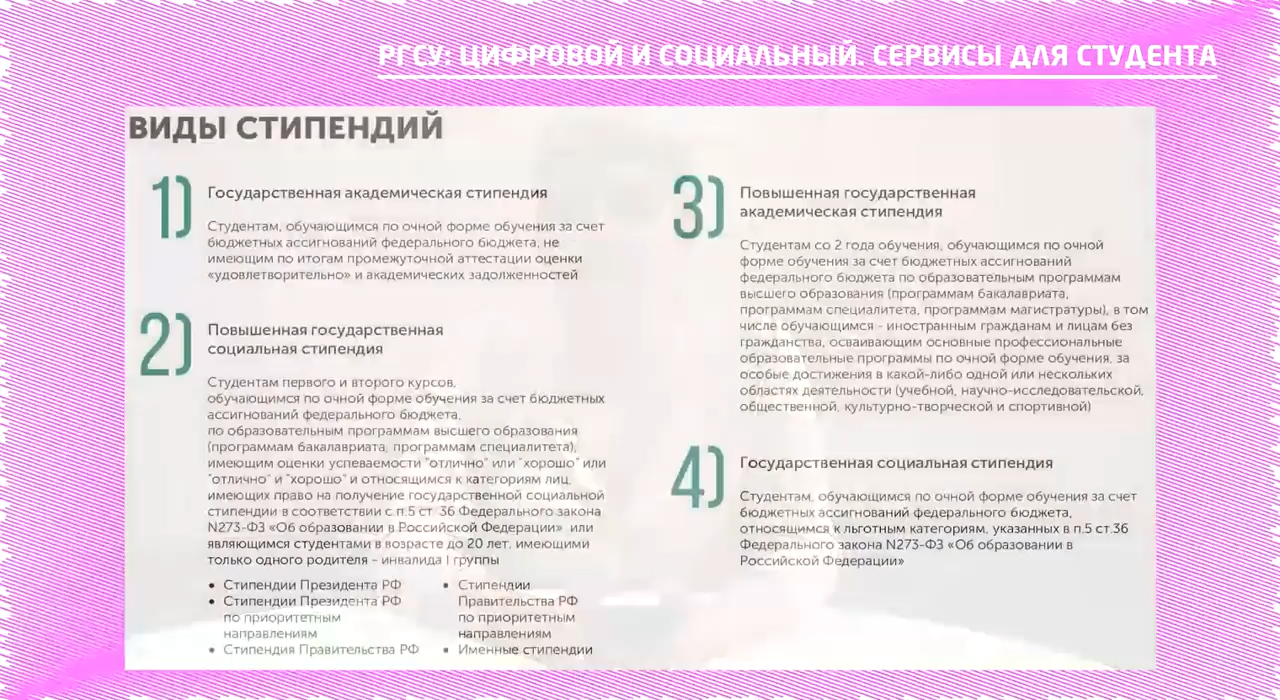 РГСУ: ЦИФРОВОЙ И СОЦИАЛЬНЫЙ. СЕРВИСЫ ДЛЯ СТУДЕНТА
ВИДЫ СТИПЕНДИЙ
1)
Государственная академическая стипендия
Студентам, обучающимся по очной форме обучения за счет
бюджетных ассигнований федерального бюджета, не
имеющим по итогам промежуточной аттестации оценки
«удовлетворительно» и академических задолженностей
2)
Повышенная государственная
социальная стипендия
Студентам первого и второго курсов,
обучающимся по очной форме обучения за счет бюджетных
ассигнований федерального бюджета,
по образовательным программам высшего образования
(программам бакалавриата, программам специалитета),
имеющим оценки успеваемости "отлично" или "хорошо" или
"отлично" и "хорошо" и относящимся к категориям лиц,
имеющих право на получение государственной социальной
стипендии в соответствии с п.5 ст. 36 Федерального закона
N273-ФЗ «Об образовании в Российской Федерации» или
являющимся студентами в возрасте до 20 лет, имеющими
только одного родителя - инвалида I группы
• Стипендии Президента РФ
• Стипендии Президента РФ
по приоритетным
направлениям
• Стипендия Правительства РФ
• Стипендии
Правительства РФ
по приоритетным
направлениям
• Именные стипендии
3)
Повышенная государственная
академическая стипендия
Студентам со 2 года обучения, обучающимся по очной
форме обучения за счет бюджетных ассигнований
федерального бюджета по образовательным программам
высшего образования (программам бакалавриата,
программам специалитета, программам магистратуры), в том
числе обучающимся - иностранным гражданам и лицам без
гражданства, осваивающим основные профессиональные
образовательные программы по очной форме обучения, за
особые достижения в какой-либо одной или нескольких
областях деятельности (учебной, научно-исследовательской,
общественной, культурно-творческой и спортивной)
4)
Государственная социальная стипендия
Студентам, обучающимся по очной форме обучения за счет
бюджетных ассигнований федерального бюджета,
относящимся к льготным категориям, указанных в п.5 ст.36
Федерального закона N273-ФЗ «Об образовании в
Российской Федерации»